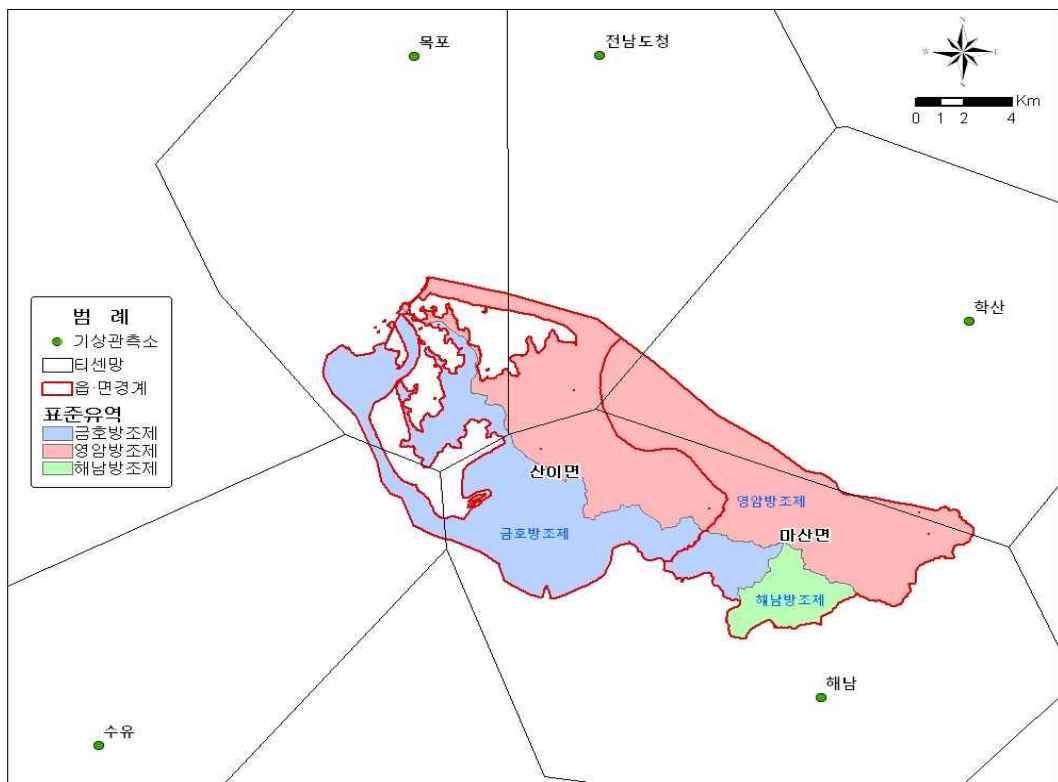 목포
전남도청
N
W
E
S
Km
0 1 2 4
학산
범 례
기상관측소
티센망
읍·면경계
표준유역
금호방조제
영암방조제
해남방조제
산이면
영암방조제
금호방조제
마산면
해남방조제
해남
수유